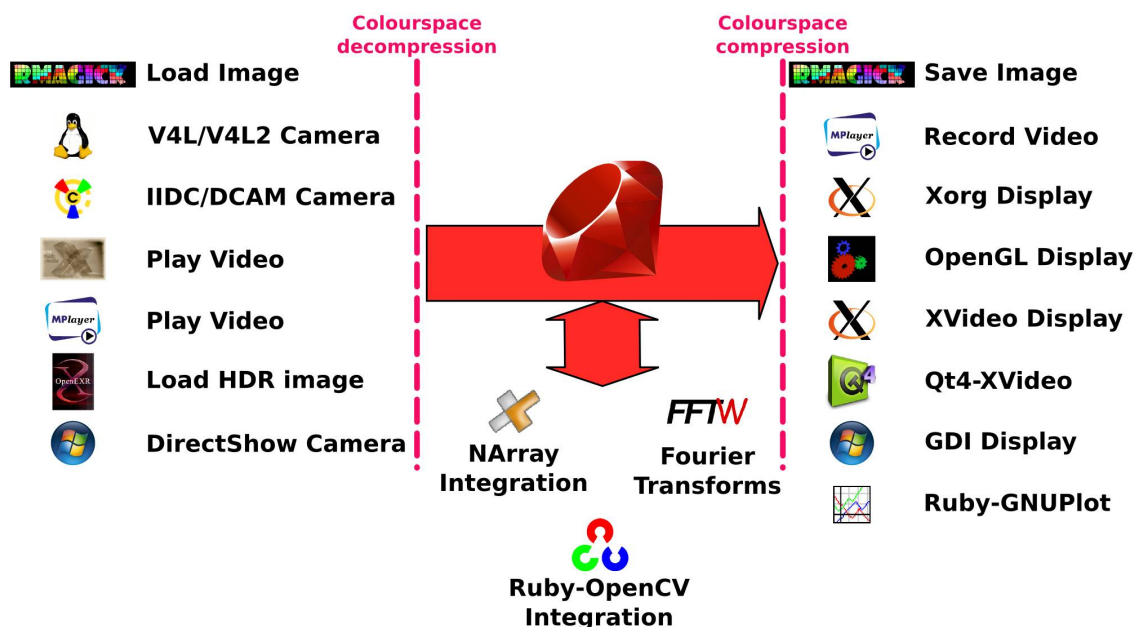 Colourspace
decompression
Colourspace
compression
RMAGICK Load Image
V4L/V4L2 Camera
C
IIDC/DCAM Camera
Play Video
MPlayer
Play Video
OpenEXR
Load HDR image
DirectShow Camera
NArray
Integration
FFTW
Fourier
Transforms
Ruby-OpenCV
Integration
RMAGICK Save Image
MPlayer
Record Video
X
Xorg Display
OpenGL Display
X
XVideo Display
Q4
Qt4-XVideo
GDI Display
Ruby-GNUPlot